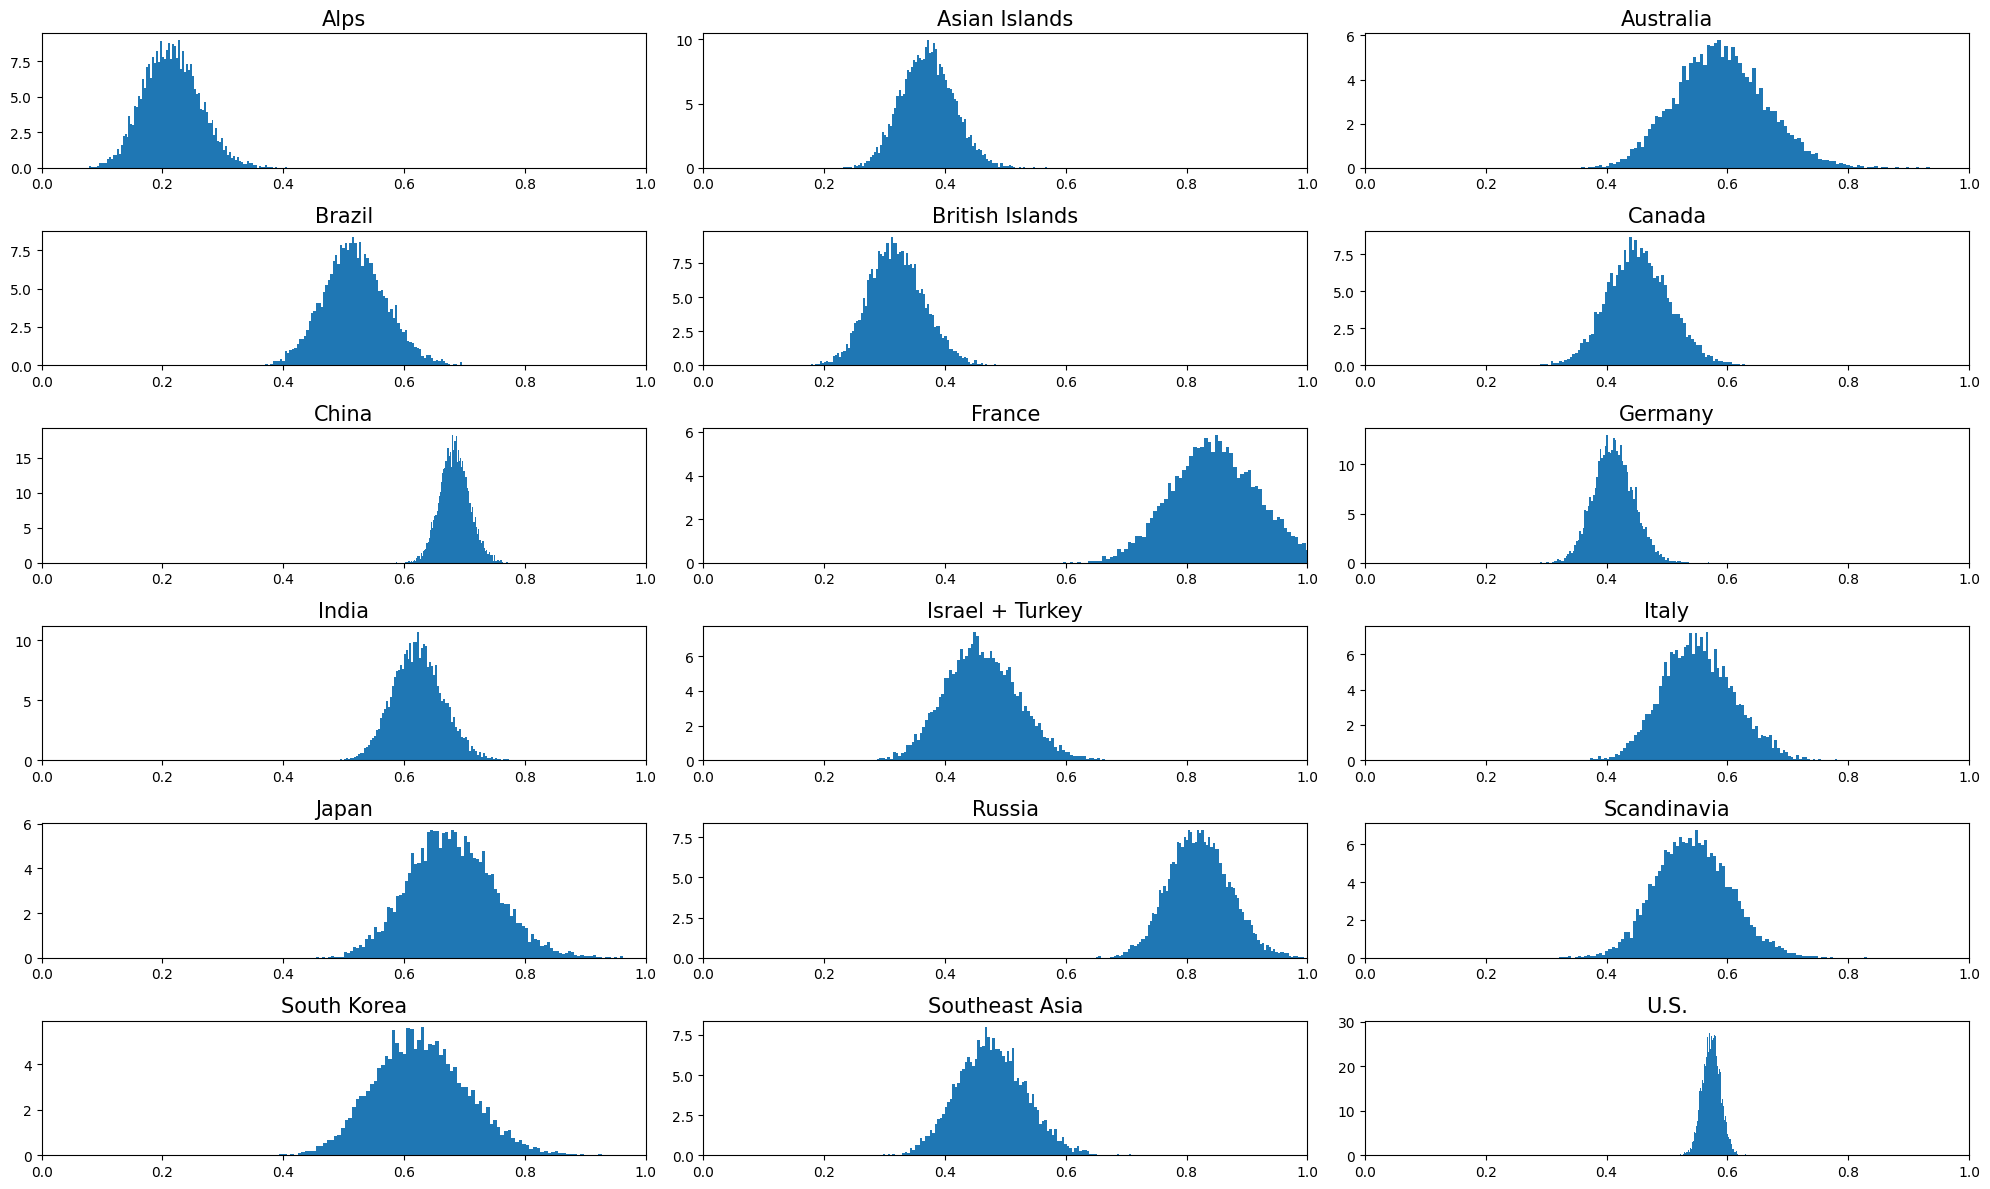 Alps Asian Islands Australia
7.5
5.0
2.5
0.0
0.0 0.2 0.4 0.6 0.8 1.0
10
5
0
0.0 0.2 0.4 0.6 0.8 1.0
6
4
2
0
0.0 0.2 0.4 0.6 0.8 1.0
Brazil British Islands Canada
7.5
5.0
2.5
0.0
0.0 0.2 0.4 0.6 0.8 1.0
7.5
5.0
2.5
0.0
0.0 0.2 0.4 0.6 0.8 1.0
7.5
5.0
2.5
0.0
0.0 0.2 0.4 0.6 0.8 1.0
China France Germany
15
10
5
0
0.0 0.2 0.4 0.6 0.8 1.0
6
4
2
0
0.0 0.2 0.4 0.6 0.8 1.0
10
5
0
0.0 0.2 0.4 0.6 0.8 1.0
India Israel + Turkey Italy
10
5
0
0.0 0.2 0.4 0.6 0.8 1.0
6
4
2
0
0.0 0.2 0.4 0.6 0.8 1.0
6
4
2
0
0.0 0.2 0.4 0.6 0.8 1.0
Japan Russia Scandinavia
6
4
2
0
0.0 0.2 0.4 0.6 0.8 1.0
7.5
5.0
2.5
0.0
0.0 0.2 0.4 0.6 0.8 1.0
6
4
2
0
0.0 0.2 0.4 0.6 0.8 1.0
South Korea Southeast Asia U.S.
4
2
0
0.0 0.2 0.4 0.6 0.8 1.0
7.5
5.0
2.5
0.0
0.0 0.2 0.4 0.6 0.8 1.0
30
20
10
0
0.0 0.2 0.4 0.6 0.8 1.0